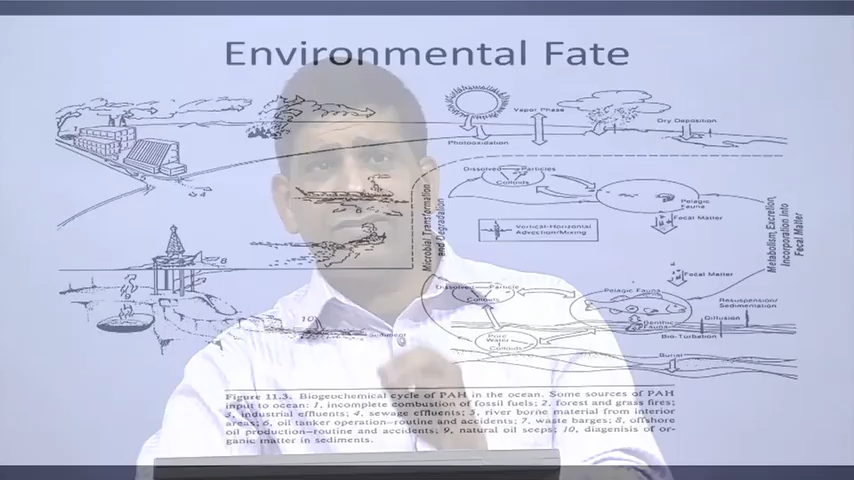 Environmental Fate
Vapor Phase
Dry Deposition
Photooxidation
Dissolved
Particles
Colloids
Pelagic
Fauna
Fecal Matter
Vertical-Horizontal
Advection/Mixing
Microbial Transformation
and Degradation
Metabolism, Excretion,
Incorporation into
Fecal Matter
Fecal Matter
Dissolved
Particle
Colloids
Pelagic Fauna
Resuspension/
Sedimentation
Diffusion
Benthic
Fauna
Bio-Turbation
Pore
Water
Colloids
Burial
10
Sediment
Figure 11.3. Biogeochemical cycle of PAH in the ocean. Some sources of PAH
input to ocean: 1, incomplete combustion of fossil fuels; 2, forest and grass fires;
3, industrial effluents; 4, sewage effluents; 5, river borne material from interior
areas; 6, oil tanker operation—routine and accidents; 7, waste barges; 8, offshore
oil production—routine and accidents; 9, natural oil seeps; 10, diagenisis of or-
ganic matter in sediments.